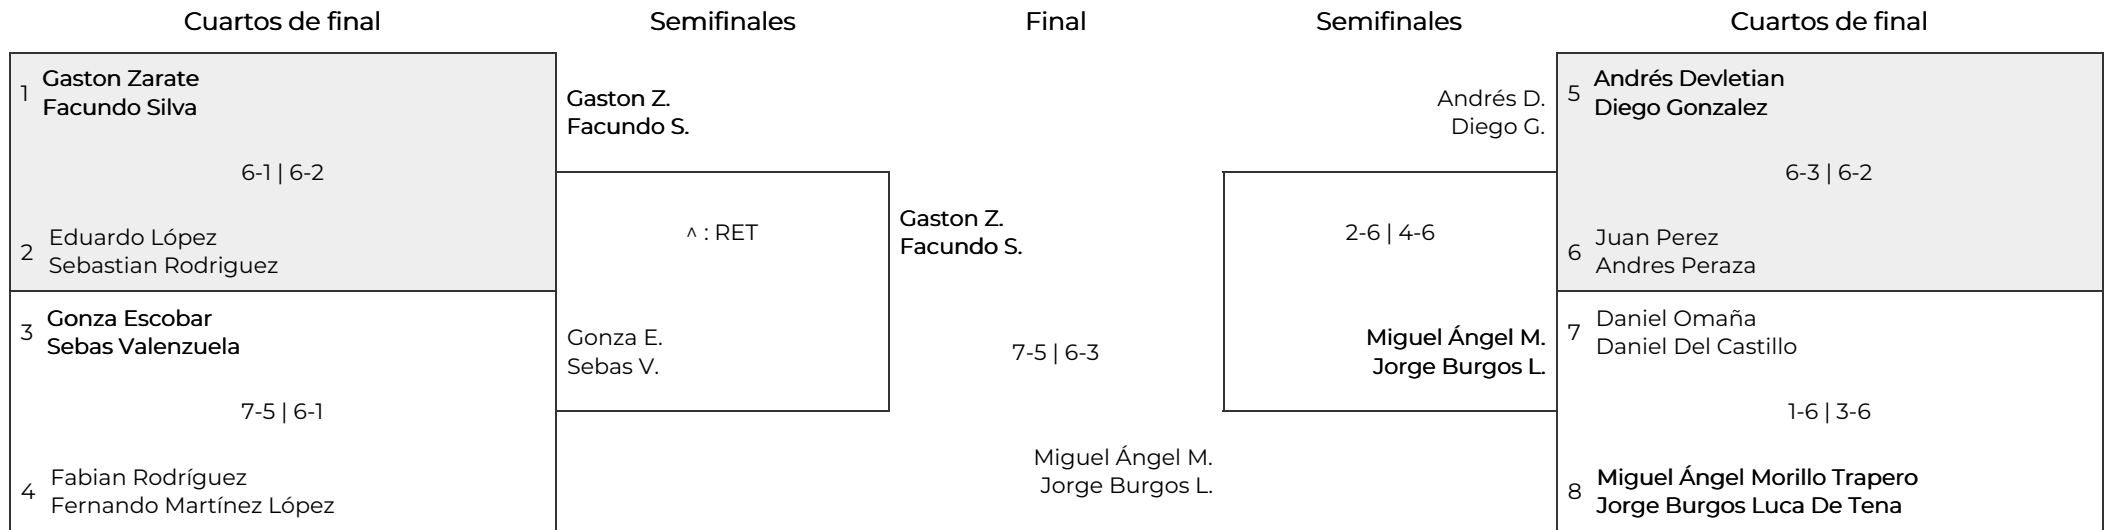 Cuartos de final
Semifinales
Final
Semifinales
Cuartos de final
1
Gaston Zarate
Facundo Silva
6-1 | 6-2
2
Eduardo López
Sebastian Rodriguez
3
Gonza Escobar
Sebas Valenzuela
7-5 | 6-1
4
Fabian Rodríguez
Fernando Martínez López
Gaston Z.
Facundo S.
^ : RET
Gonza E.
Sebas V.
Gaston Z.
Facundo S.
7-5 | 6-3
Miguel Ángel M.
Jorge Burgos L.
Andrés D.
Diego G.
2-6 | 4-6
Miguel Ángel M.
Jorge Burgos L.
5
Andrés Devletian
Diego Gonzalez
6-3 | 6-2
6
Juan Perez
Andres Peraza
7
Daniel Omaña
Daniel Del Castillo
1-6 | 3-6
8
Miguel Ángel Morillo Trapero
Jorge Burgos Luca De Tena